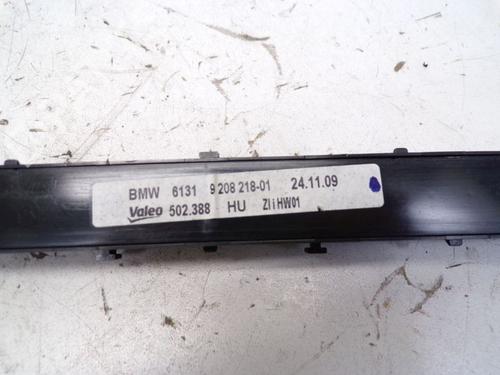 BMW 6131 9 208 218-01 24.11.09
Valeo 502.388 HU ZIiHW01